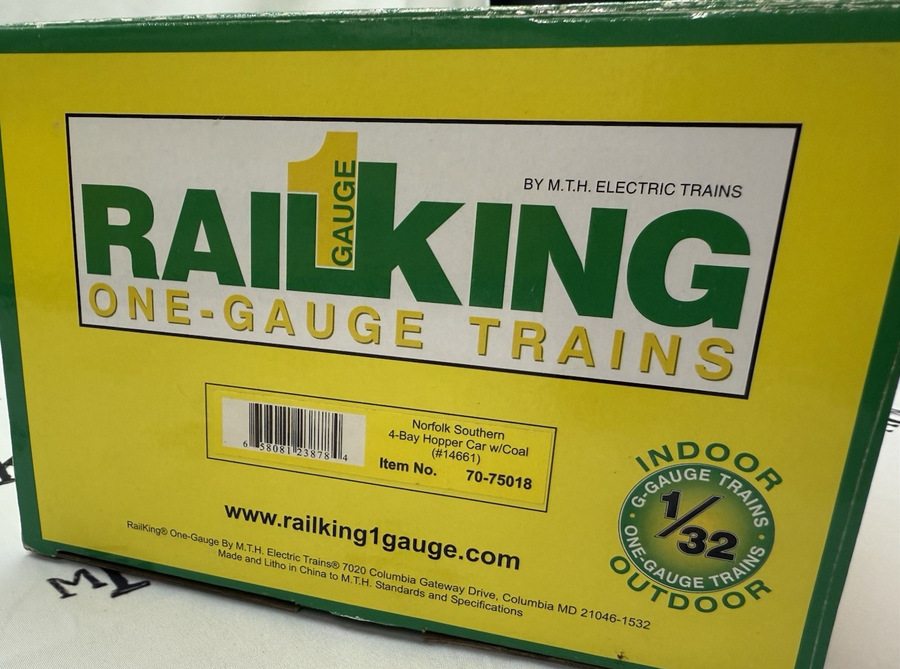 RAILKING
1 GAUGE
BY M.T.H. ELECTRIC TRAINS
ONE-GAUGE TRAINS
6 58081 23878 4
Norfolk Southern
4-Bay Hopper Car w/Coal
(#14661)
Item No. 70-75018
www.railking1gauge.com
RailKing® One-Gauge By M.T.H. Electric Trains® 7020 Columbia Gateway Drive, Columbia MD 21046-1532
Made and Litho in China to M.T.H. Standards and Specifications
INDOOR
G-GAUGE TRAINS
1/32
ONE-GAUGE TRAINS
OUTDOOR